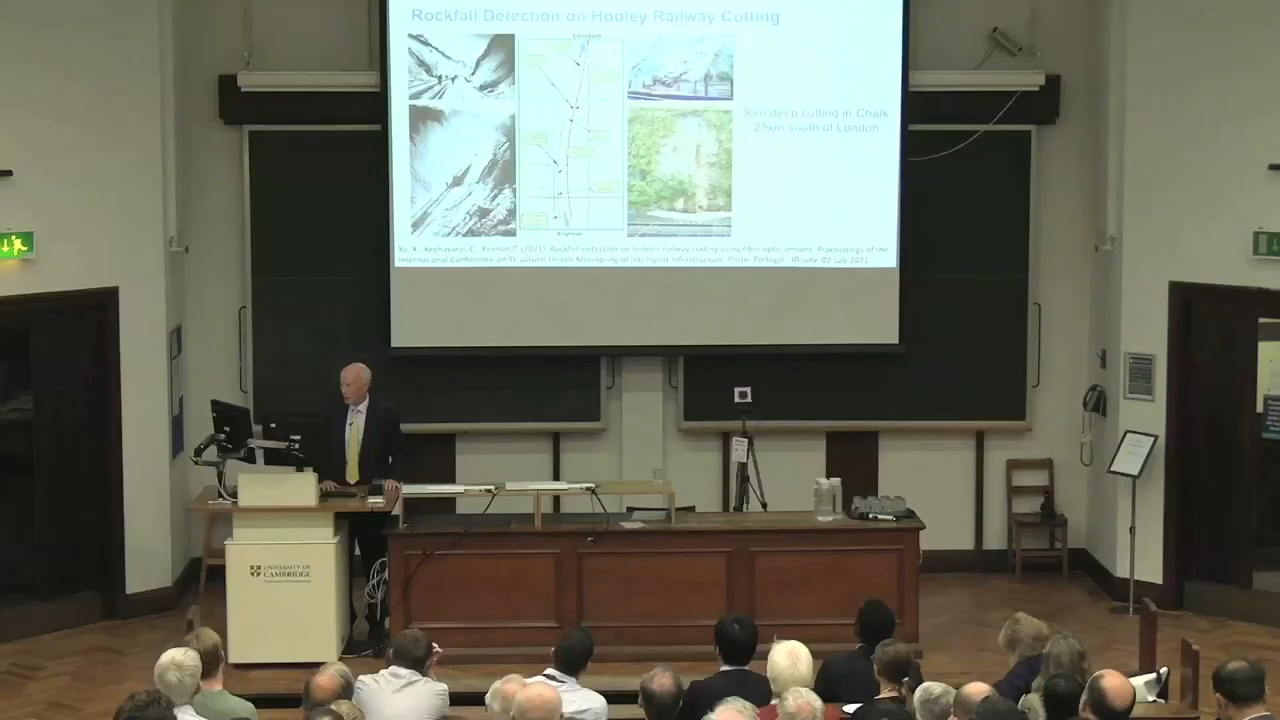 Rockfall Detection on Hooley Railway Cutting
London
30m deep cutting in Chalk
25km south of London
Brighton
Xu, X., Kechavarzi, C., Keenan P. (2021). Rockfall detection on historic railway cutting using fibre optic sensors. Proceedings of the
International Conference on Structural Health Monitoring of Intelligent Infrastructure. Porto, Portugal, 30 June-02 July 2021.
UNIVERSITY OF
CAMBRIDGE